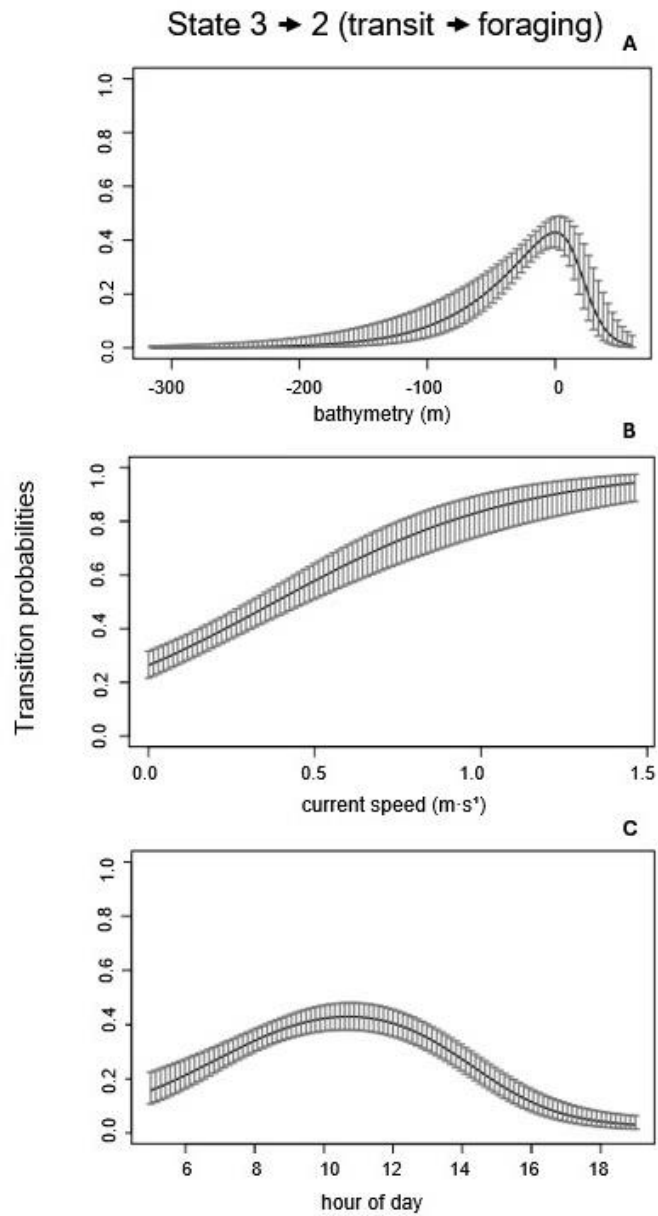 State 3 → 2 (transit → foraging)
A
1.0
0.8
0.6
0.4
0.2
0.0
-300 -200 -100 0
bathymetry (m)
B
Transition probabilities
1.0
0.8
0.6
0.4
0.2
0.0
0.0 0.5 1.0 1.5
current speed (m·s⁻¹)
C
1.0
0.8
0.6
0.4
0.2
0.0
6 8 10 12 14 16 18
hour of day